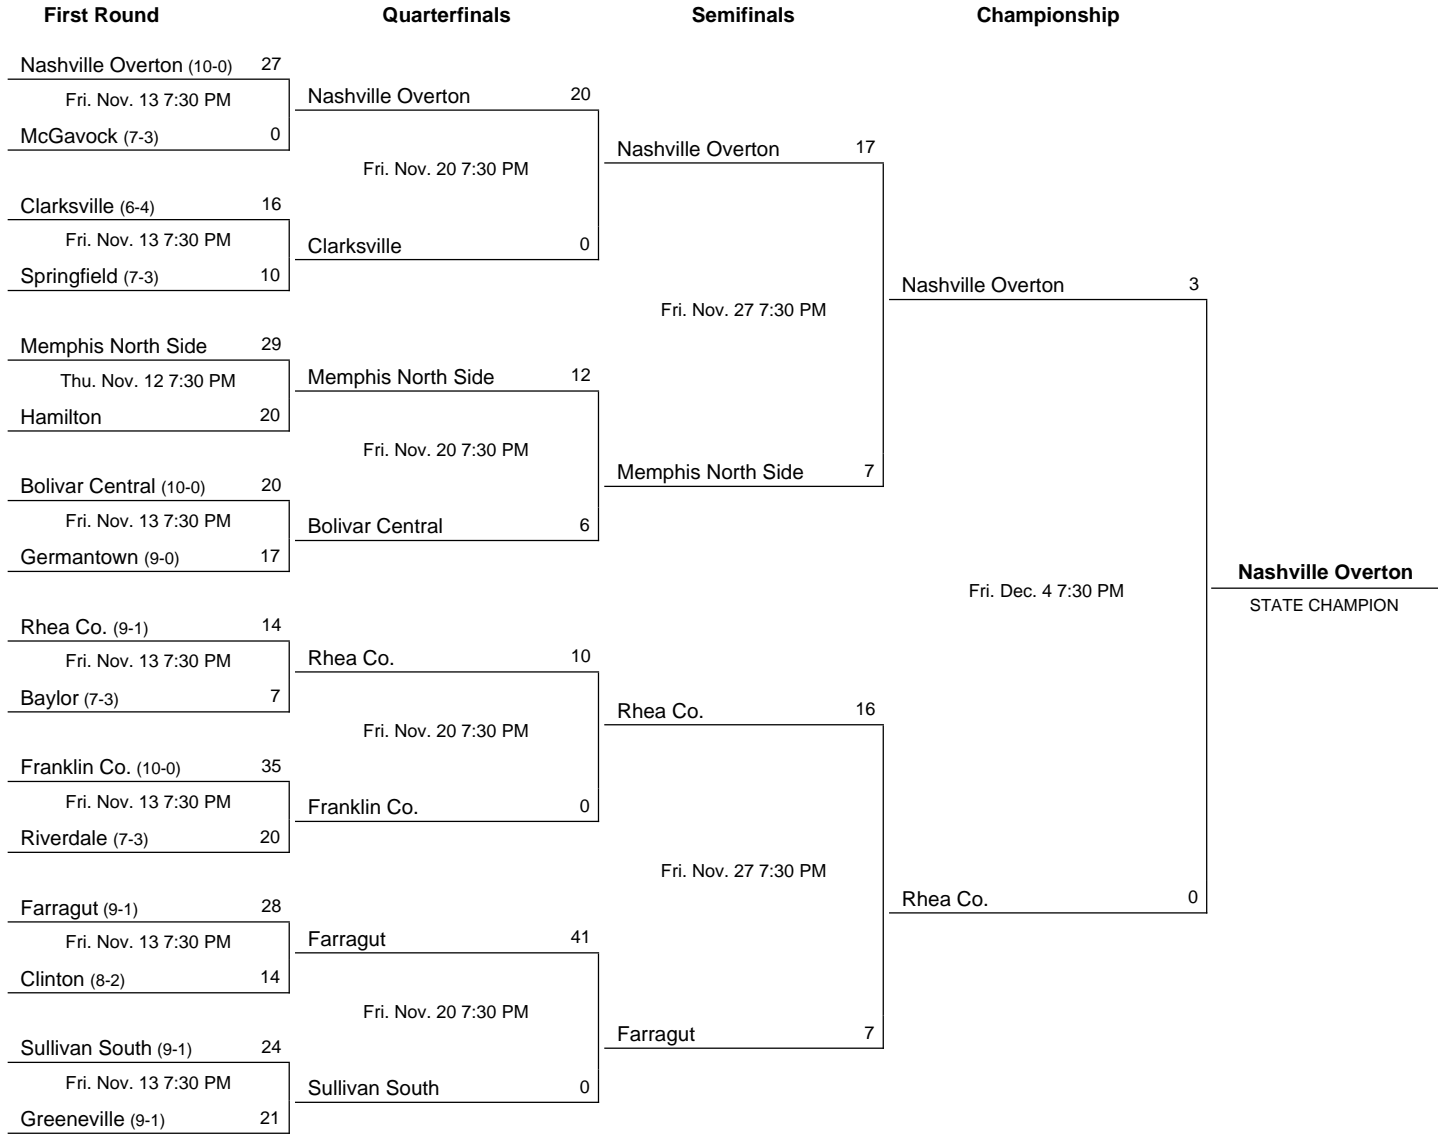 First Round
Quarterfinals
Semifinals
Championship
Nashville Overton (10-0) 27
Fri. Nov. 13 7:30 PM
McGavock (7-3) 0
Clarksville (6-4) 16
Fri. Nov. 13 7:30 PM
Springfield (7-3) 10
Memphis North Side 29
Thu. Nov. 12 7:30 PM
Hamilton 20
Bolivar Central (10-0) 20
Fri. Nov. 13 7:30 PM
Germantown (9-0) 17
Rhea Co. (9-1) 14
Fri. Nov. 13 7:30 PM
Baylor (7-3) 7
Franklin Co. (10-0) 35
Fri. Nov. 13 7:30 PM
Riverdale (7-3) 20
Farragut (9-1) 28
Fri. Nov. 13 7:30 PM
Clinton (8-2) 14
Sullivan South (9-1) 24
Fri. Nov. 13 7:30 PM
Greeneville (9-1) 21
Nashville Overton 20
Fri. Nov. 20 7:30 PM
Clarksville 0
Memphis North Side 12
Fri. Nov. 20 7:30 PM
Bolivar Central 6
Rhea Co. 10
Fri. Nov. 20 7:30 PM
Franklin Co. 0
Farragut 41
Fri. Nov. 20 7:30 PM
Sullivan South 0
Nashville Overton 17
Fri. Nov. 27 7:30 PM
Memphis North Side 7
Rhea Co. 16
Fri. Nov. 27 7:30 PM
Farragut 7
Nashville Overton 3
Fri. Dec. 4 7:30 PM
Rhea Co. 0
Nashville Overton
STATE CHAMPION